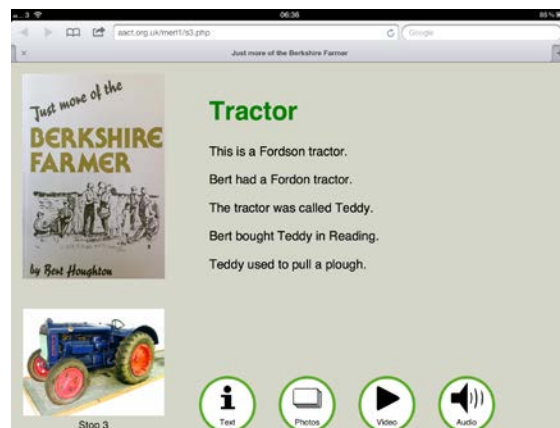 3
06:36
aact.org.uk/merl1/s3.php
Google
Just more of the Berkshire Farmer
Just more of the
BERKSHIRE
FARMER
by Bert Houghton
Tractor
This is a Fordson tractor.
Bert had a Fordon tractor.
The tractor was called Teddy.
Bert bought Teddy in Reading.
Teddy used to pull a plough.
Stop 3
Text
Photos
Video
Audio